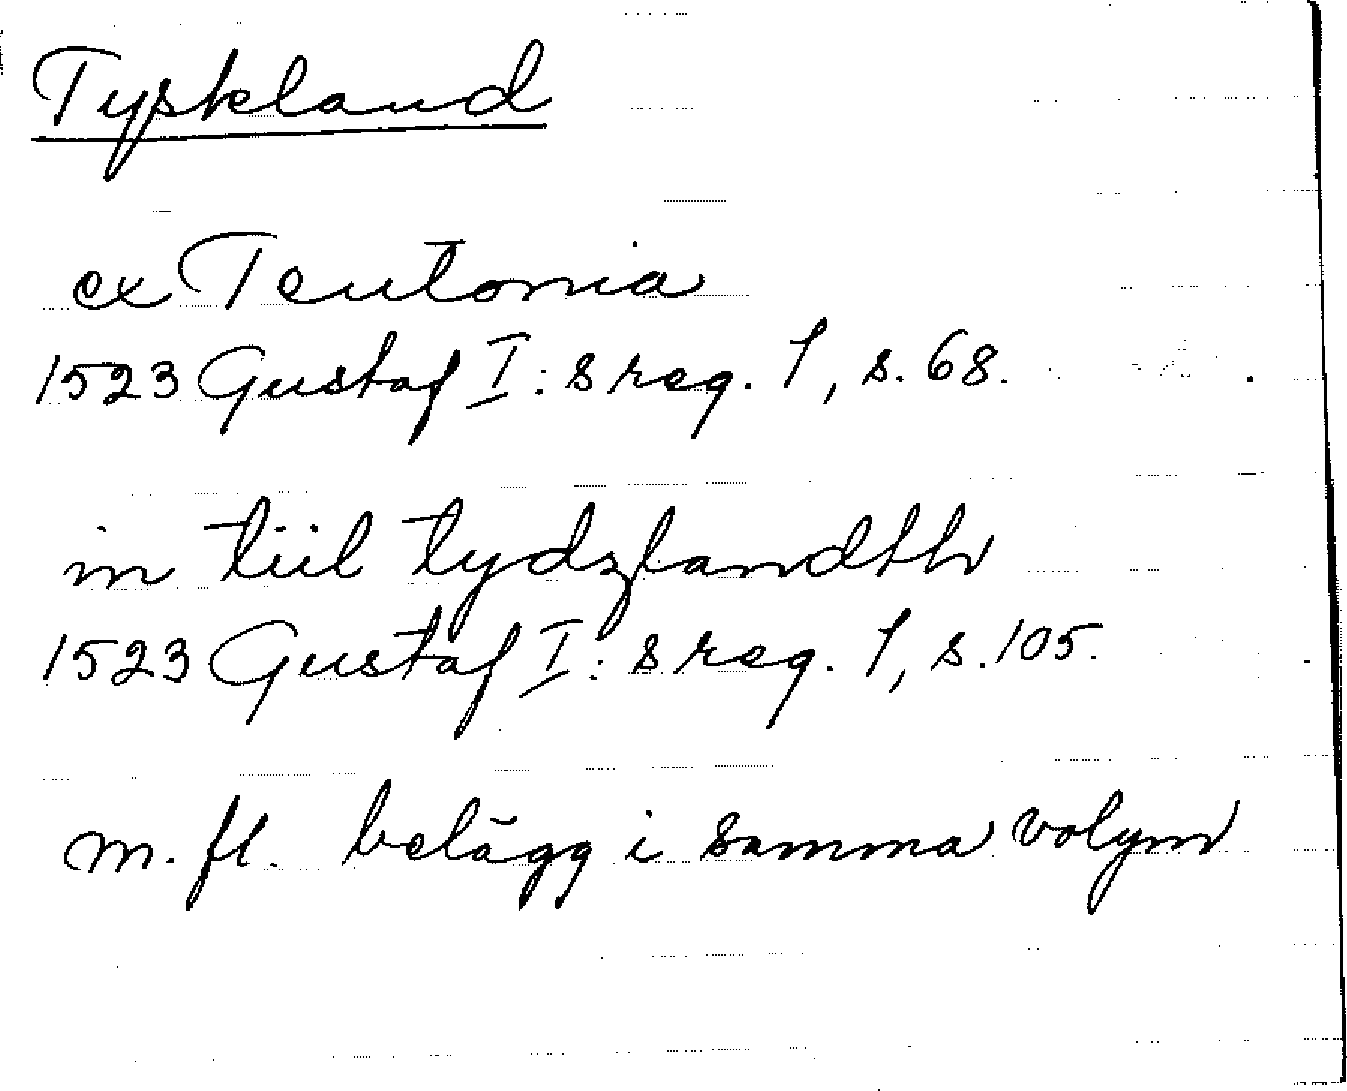 Tyskland
ex Teutonia
1523 Gustaf I:s reg. 1, s. 68.
in tiil tydzlandth
1523 Gustaf I:s reg. 1, s. 105.
m. fl. belägg i samma volym